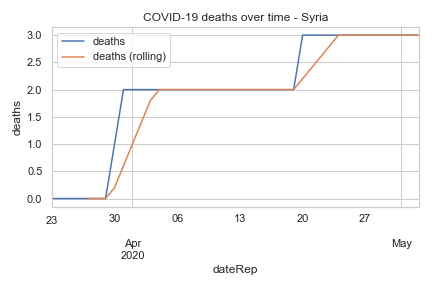 COVID-19 deaths over time - Syria
deaths
deaths (rolling)
3.0
2.5
2.0
1.5
1.0
0.5
0.0
deaths
23 30 06 13 20 27
Apr May
2020
dateRep